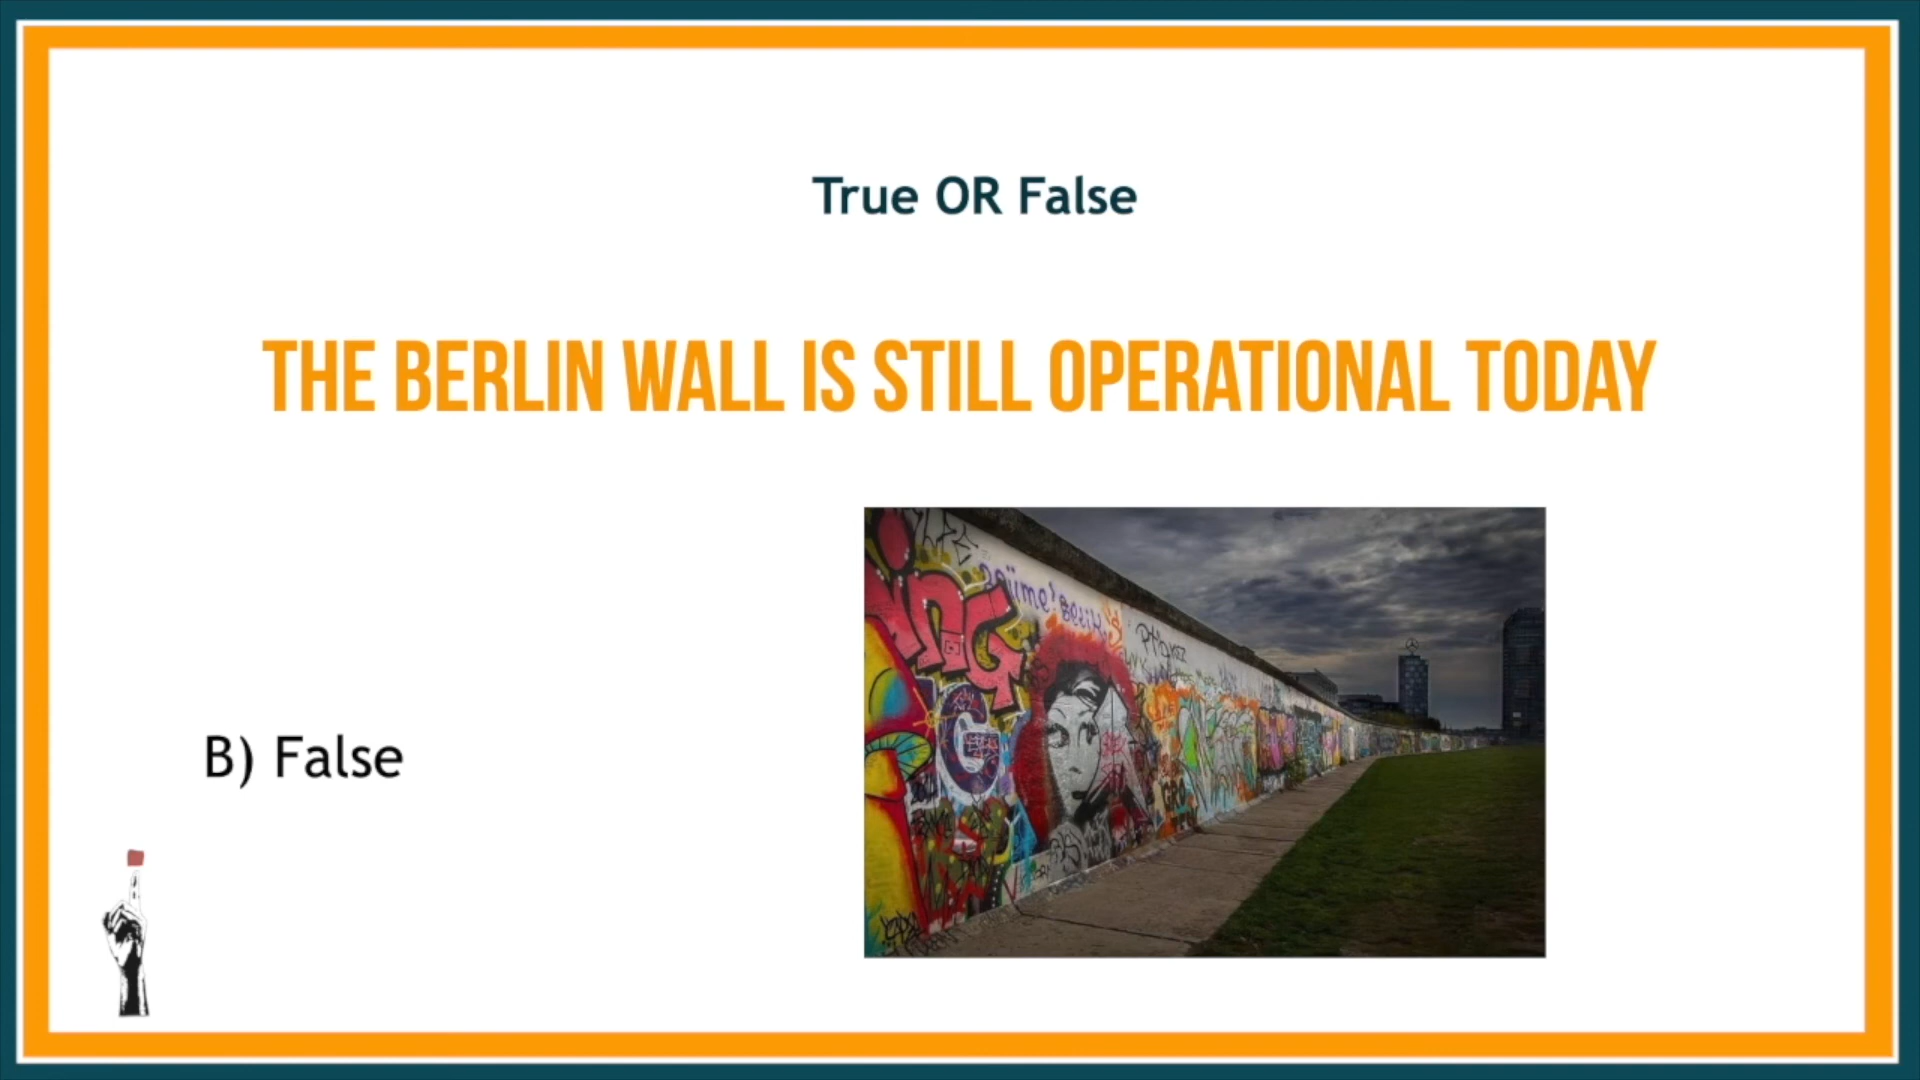 True OR False
THE BERLIN WALL IS STILL OPERATIONAL TODAY
B) False